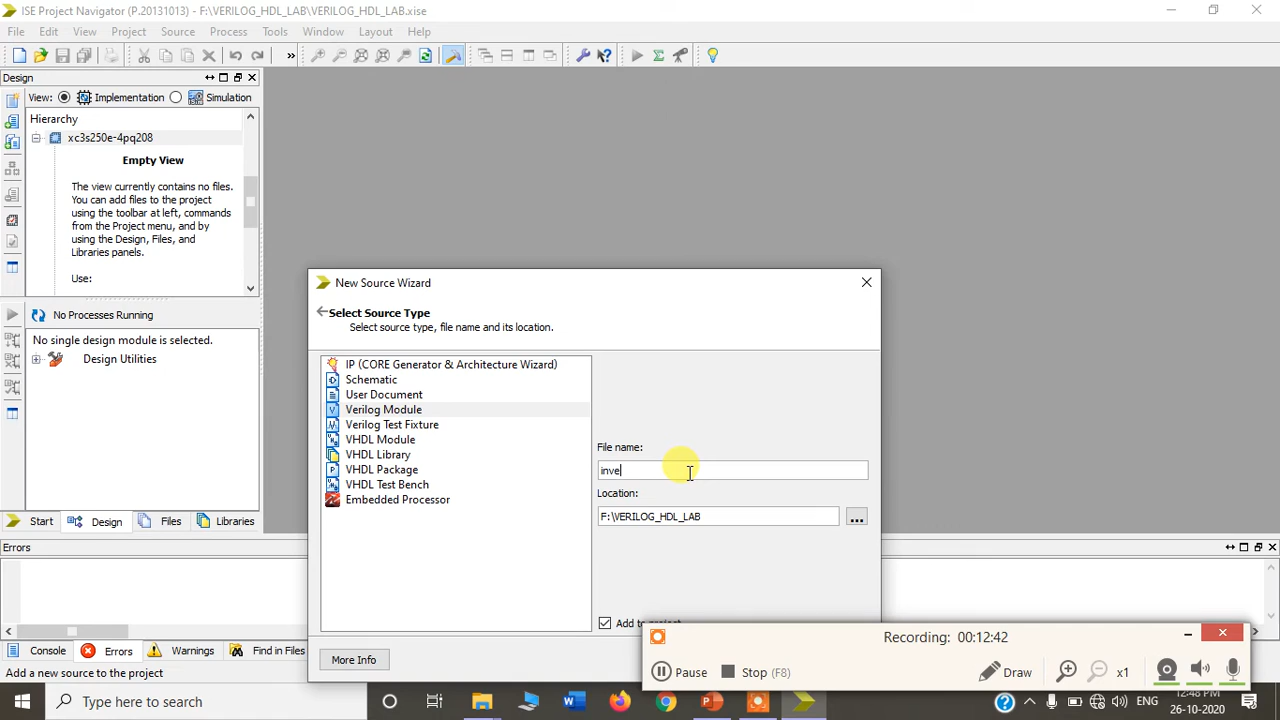 ISE Project Navigator (P.20131013) - F:\VERILOG_HDL_LAB\VERILOG_HDL_LAB.xise
File Edit View Project Source Process Tools Window Layout Help
»
Design
View: Implementation Simulation
Hierarchy
xc3s250e-4pq208
Empty View
The view currently contains no files.
You can add files to the project
using the toolbar at left, commands
from the Project menu, and by
using the Design, Files, and
Libraries panels.
Use:
No Processes Running
No single design module is selected.
Design Utilities
Start Design Files Libraries
New Source Wizard
Select Source Type
Select source type, file name and its location.
IP (CORE Generator & Architecture Wizard)
Schematic
User Document
Verilog Module
Verilog Test Fixture
VHDL Module
VHDL Library
VHDL Package
VHDL Test Bench
Embedded Processor
File name:
inve
Location:
F:\VERILOG_HDL_LAB
...
Add to project
More Info
Errors
Console Errors Warnings Find in Files
Add a new source to the project
Recording: 00:12:42
Pause Stop (F8) Draw x1
Type here to search
ENG
12:48 PM
26-10-2020